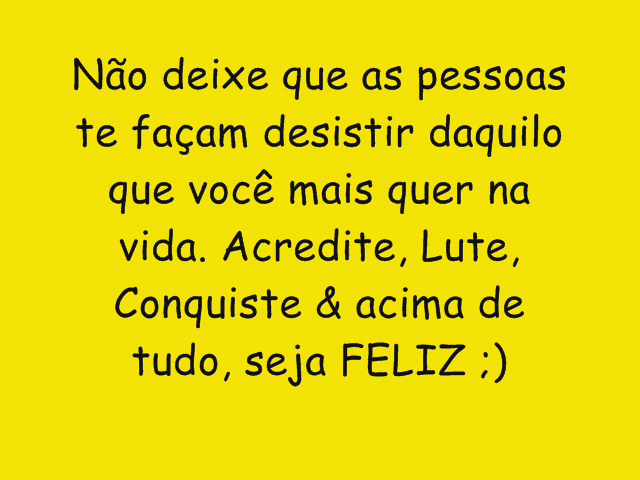 Não deixe que as pessoas
te façam desistir daquilo
que você mais quer na
vida. Acredite, Lute,
Conquiste & acima de
tudo, seja FELIZ ;)